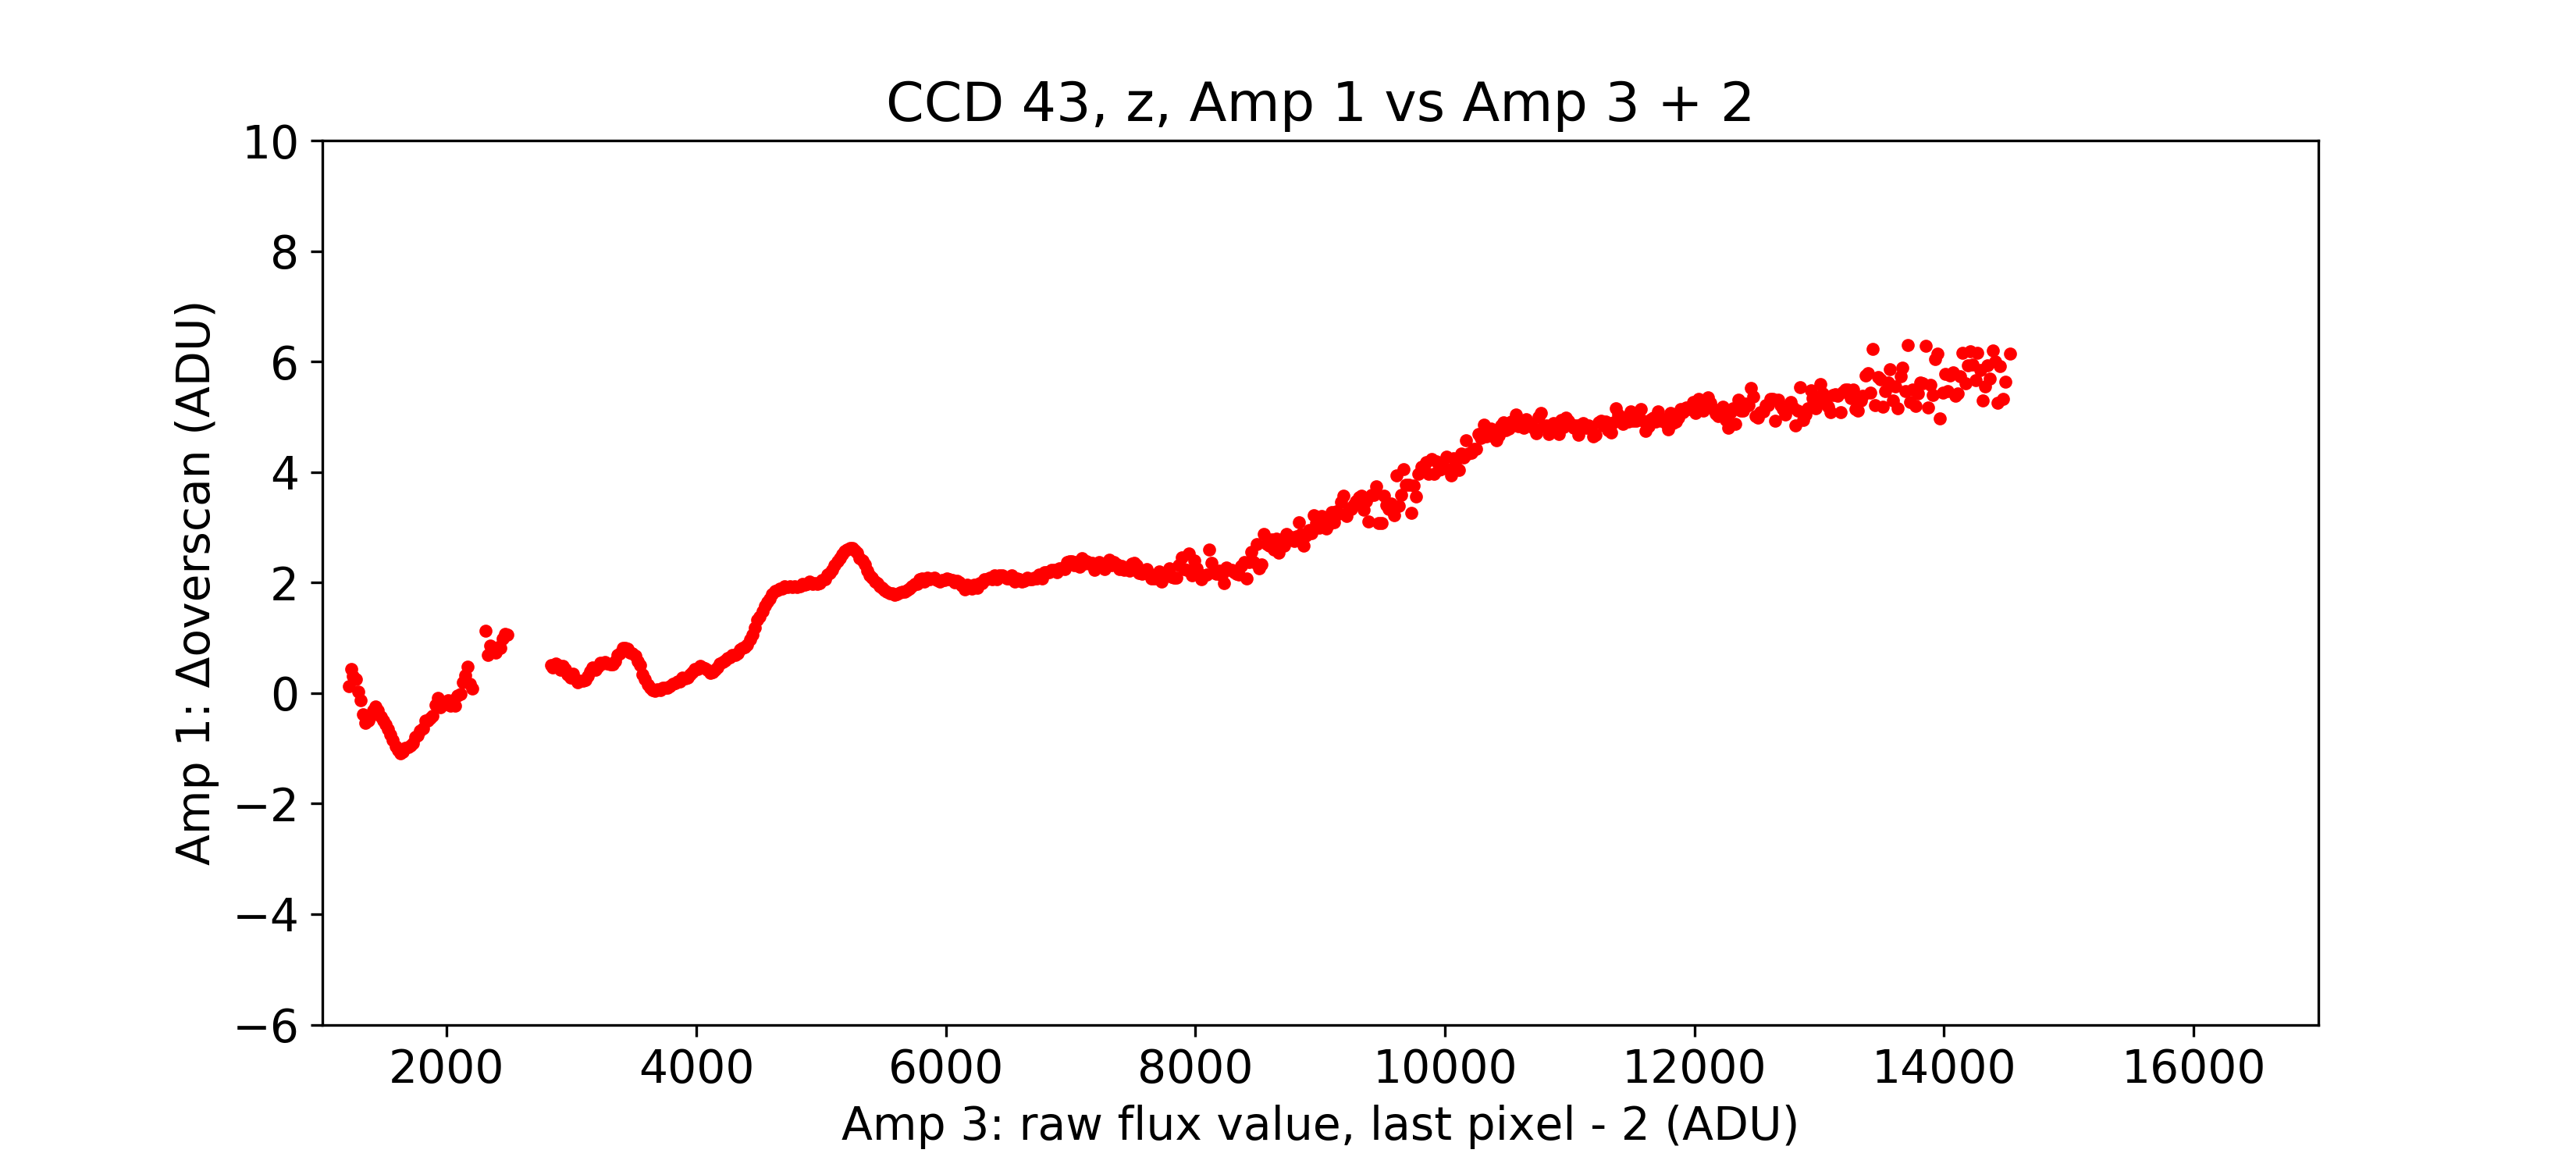 CCD 43, z, Amp 1 vs Amp 3 + 2
10
8
6
4
2
0
−2
−4
−6
Amp 1: Δoverscan (ADU)
2000 4000 6000 8000 10000 12000 14000 16000
Amp 3: raw flux value, last pixel - 2 (ADU)